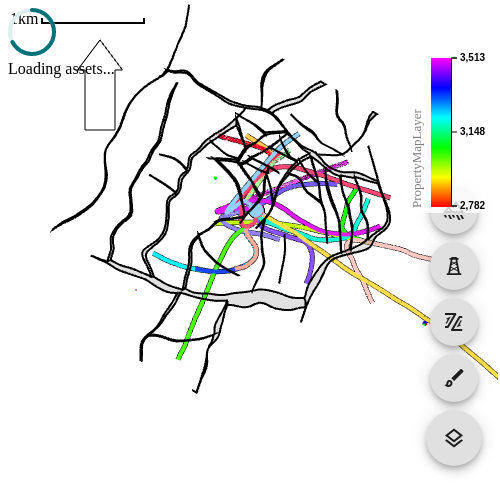 1km
Loading assets...
3,513
3,148
2,782
PropertyMapLayer